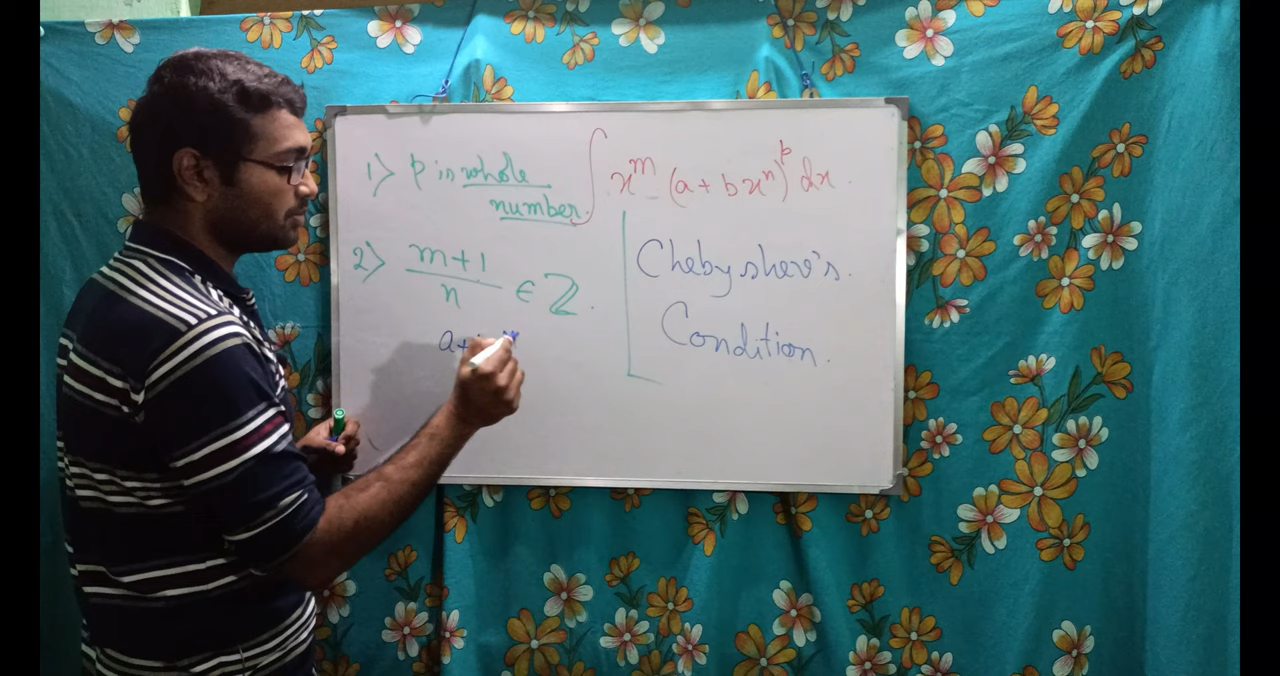 1) p is whole
number.
∫ x^m (a + bx^n)^p dx.
2) (m+1)/n ∈ ℤ.
a+
Chebyshev's.
Condition.